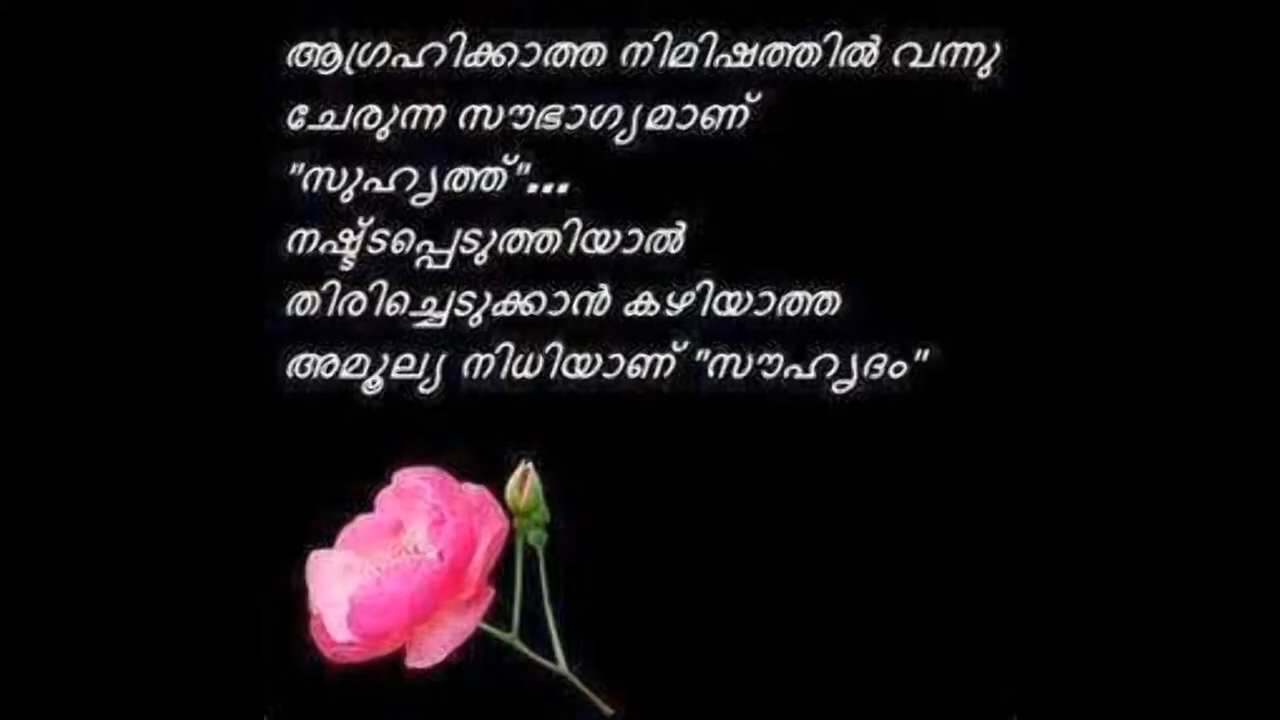 ആഗ്രഹിക്കാത്ത നിമിഷത്തിൽ വന്നു
ചേരുന്ന സൗഭാഗ്യമാണ്
"സുഹൃത്ത്"...
നഷ്ട്ടപ്പെടുത്തിയാൽ
തിരിച്ചെടുക്കാൻ കഴിയാത്ത
അമൂല്യ നിധിയാണ് "സൗഹൃദം"